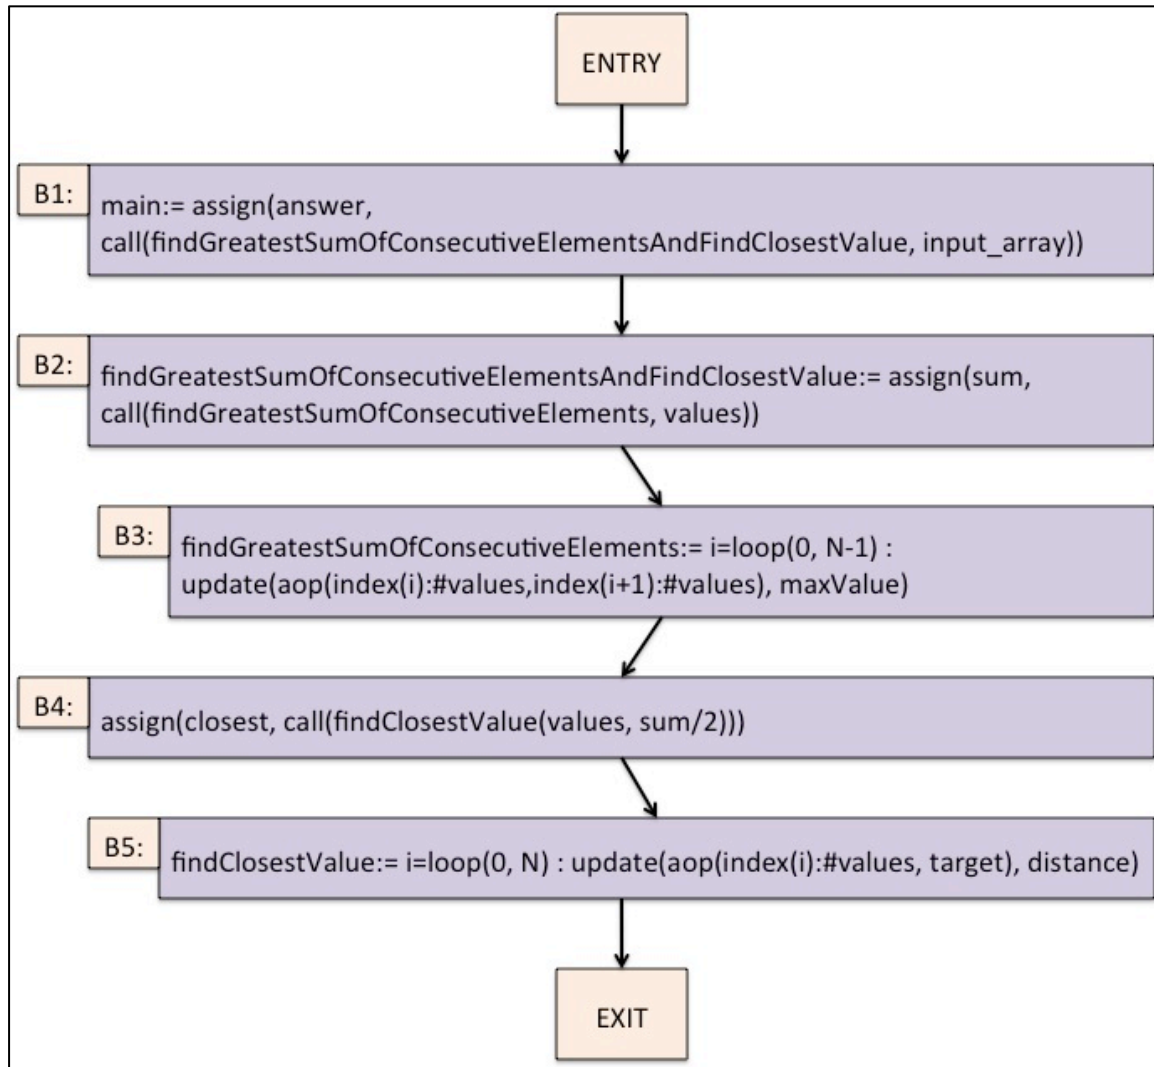 ENTRY
B1:
main:= assign(answer,
call(findGreatestSumOfConsecutiveElementsAndFindClosestValue, input_array))
B2:
findGreatestSumOfConsecutiveElementsAndFindClosestValue:= assign(sum,
call(findGreatestSumOfConsecutiveElements, values))
B3:
findGreatestSumOfConsecutiveElements:= i=loop(0, N-1) :
update(aop(index(i):#values,index(i+1):#values), maxValue)
B4:
assign(closest, call(findClosestValue(values, sum/2)))
B5:
findClosestValue:= i=loop(0, N) : update(aop(index(i):#values, target), distance)
EXIT